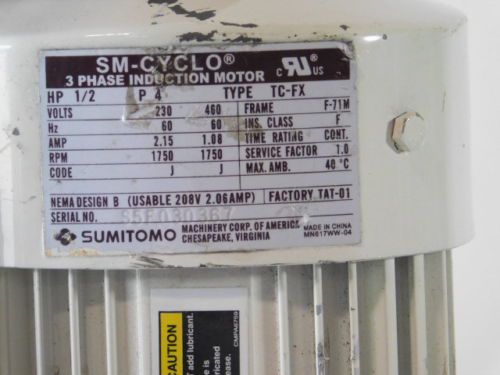 SM-CYCLO®
3 PHASE INDUCTION MOTOR
C RU US
HP 1/2 P 4 TYPE TC-FX
VOLTS 230 460 FRAME F-71M
Hz 60 60 INS. CLASS F
AMP 2.15 1.08 TIME RATING CONT.
RPM 1750 1750 SERVICE FACTOR 1.0
CODE J J MAX. AMB. 40 °C
NEMA DESIGN B (USABLE 208V 2.06AMP) FACTORY TAT-01
SERIAL NO. S5F030367
SUMITOMO MACHINERY CORP. OF AMERICA
CHESAPEAKE, VIRGINIA
MADE IN CHINA
MN617WW-04
CAUTION
add lubricant.
CMPA6759